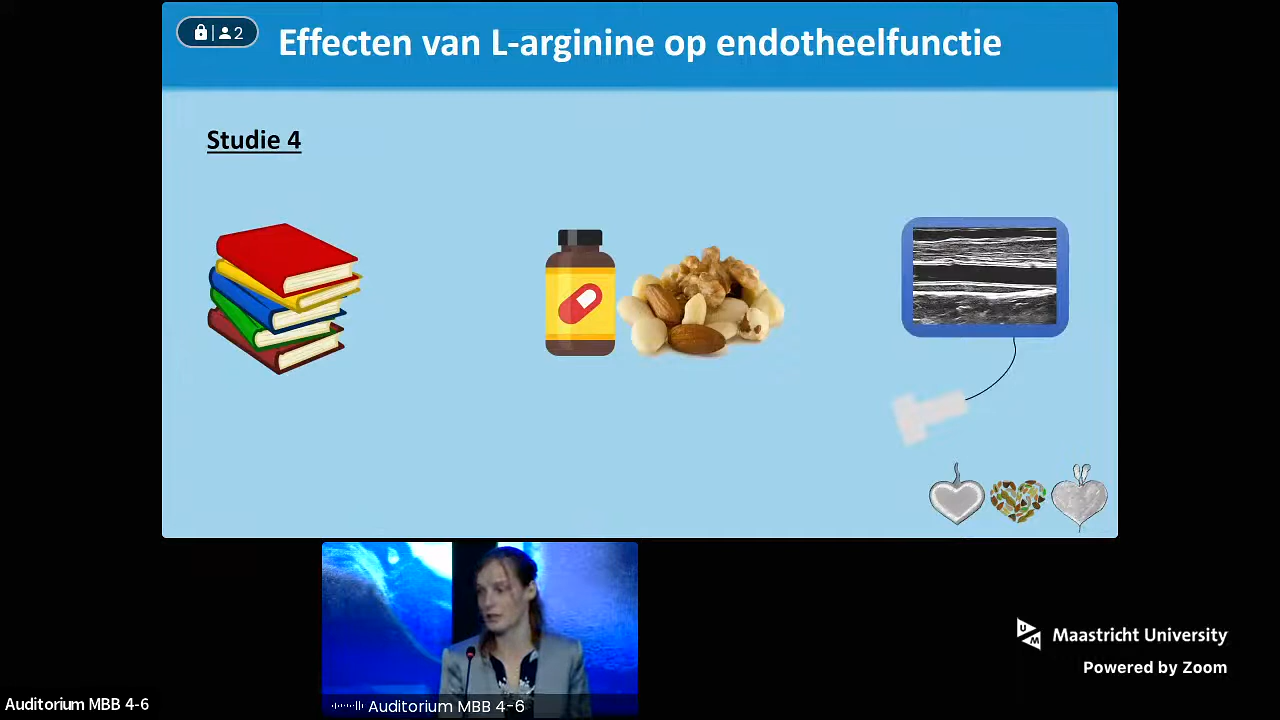 2
Effecten van L-arginine op endotheelfunctie
Studie 4
U
M
Maastricht University
Powered by Zoom
Auditorium MBB 4-6
Auditorium MBB 4-6